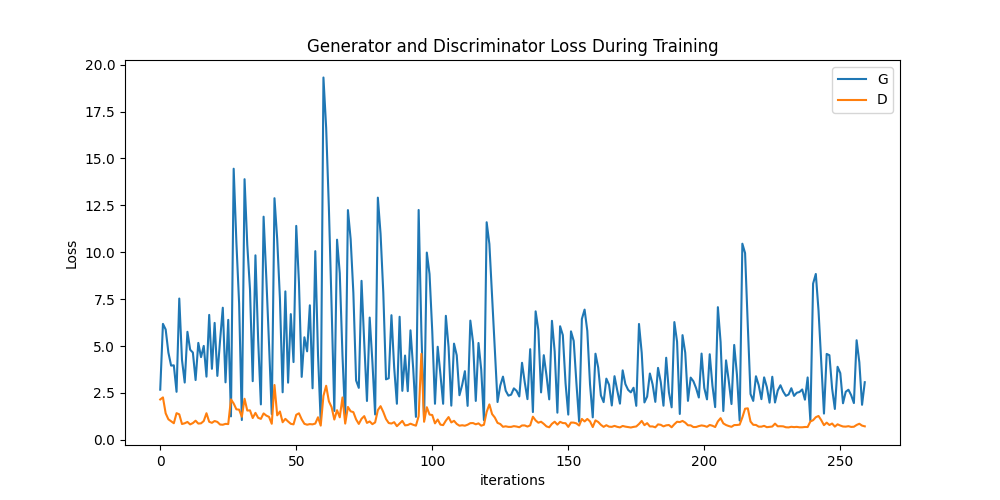 Generator and Discriminator Loss During Training
20.0
17.5
15.0
12.5
10.0
7.5
5.0
2.5
0.0
Loss
G
D
0 50 100 150 200 250
iterations